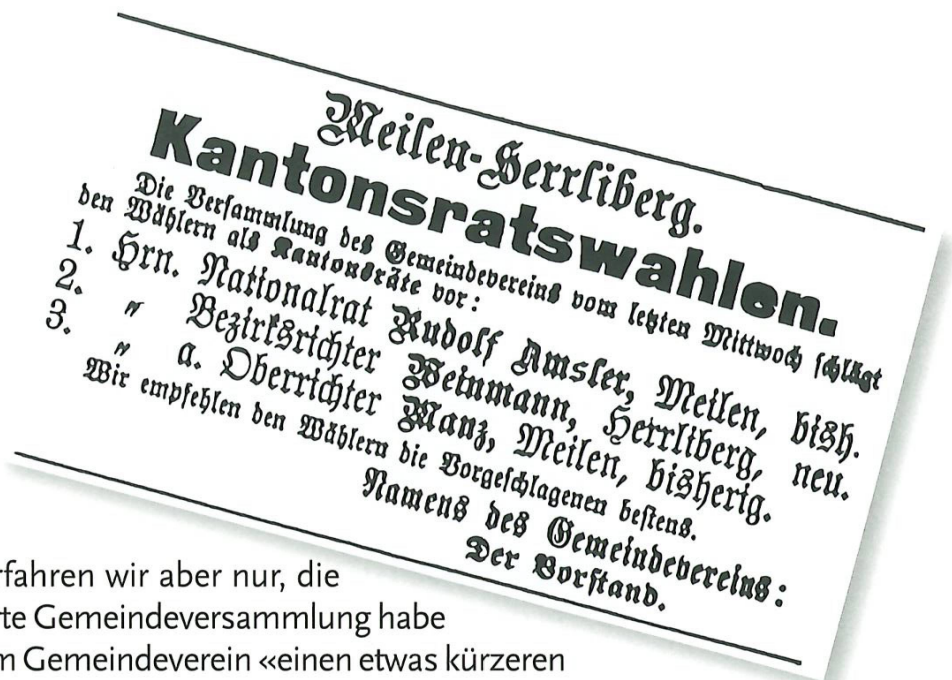 Meilen-Herrliberg.
Kantonsratswahlen.
Die Versammlung des Gemeindevereins vom letzten Mittwoch schlägt
den Wählern als Kantonsräte vor:
1. Hrn. Nationalrat Rudolf Amsler, Meilen, bish.
2. " Bezirksrichter Weinmann, Herrliberg, neu.
3. " a. Oberrichter Manz, Meilen, bisherig.
Wir empfehlen den Wählern die Vorgeschlagenen bestens.
Namens des Gemeindevereins:
Der Vorstand.
rfahren wir aber nur, die
te Gemeindeversammlung habe
m Gemeindeverein «einen etwas kürzeren